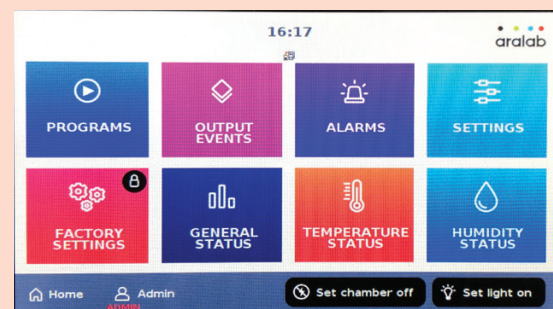 16:17
aralab
PROGRAMS
OUTPUT
EVENTS
ALARMS
SETTINGS
FACTORY
SETTINGS
GENERAL
STATUS
TEMPERATURE
STATUS
HUMIDITY
STATUS
Home
Admin
ADMIN
Set chamber off
Set light on